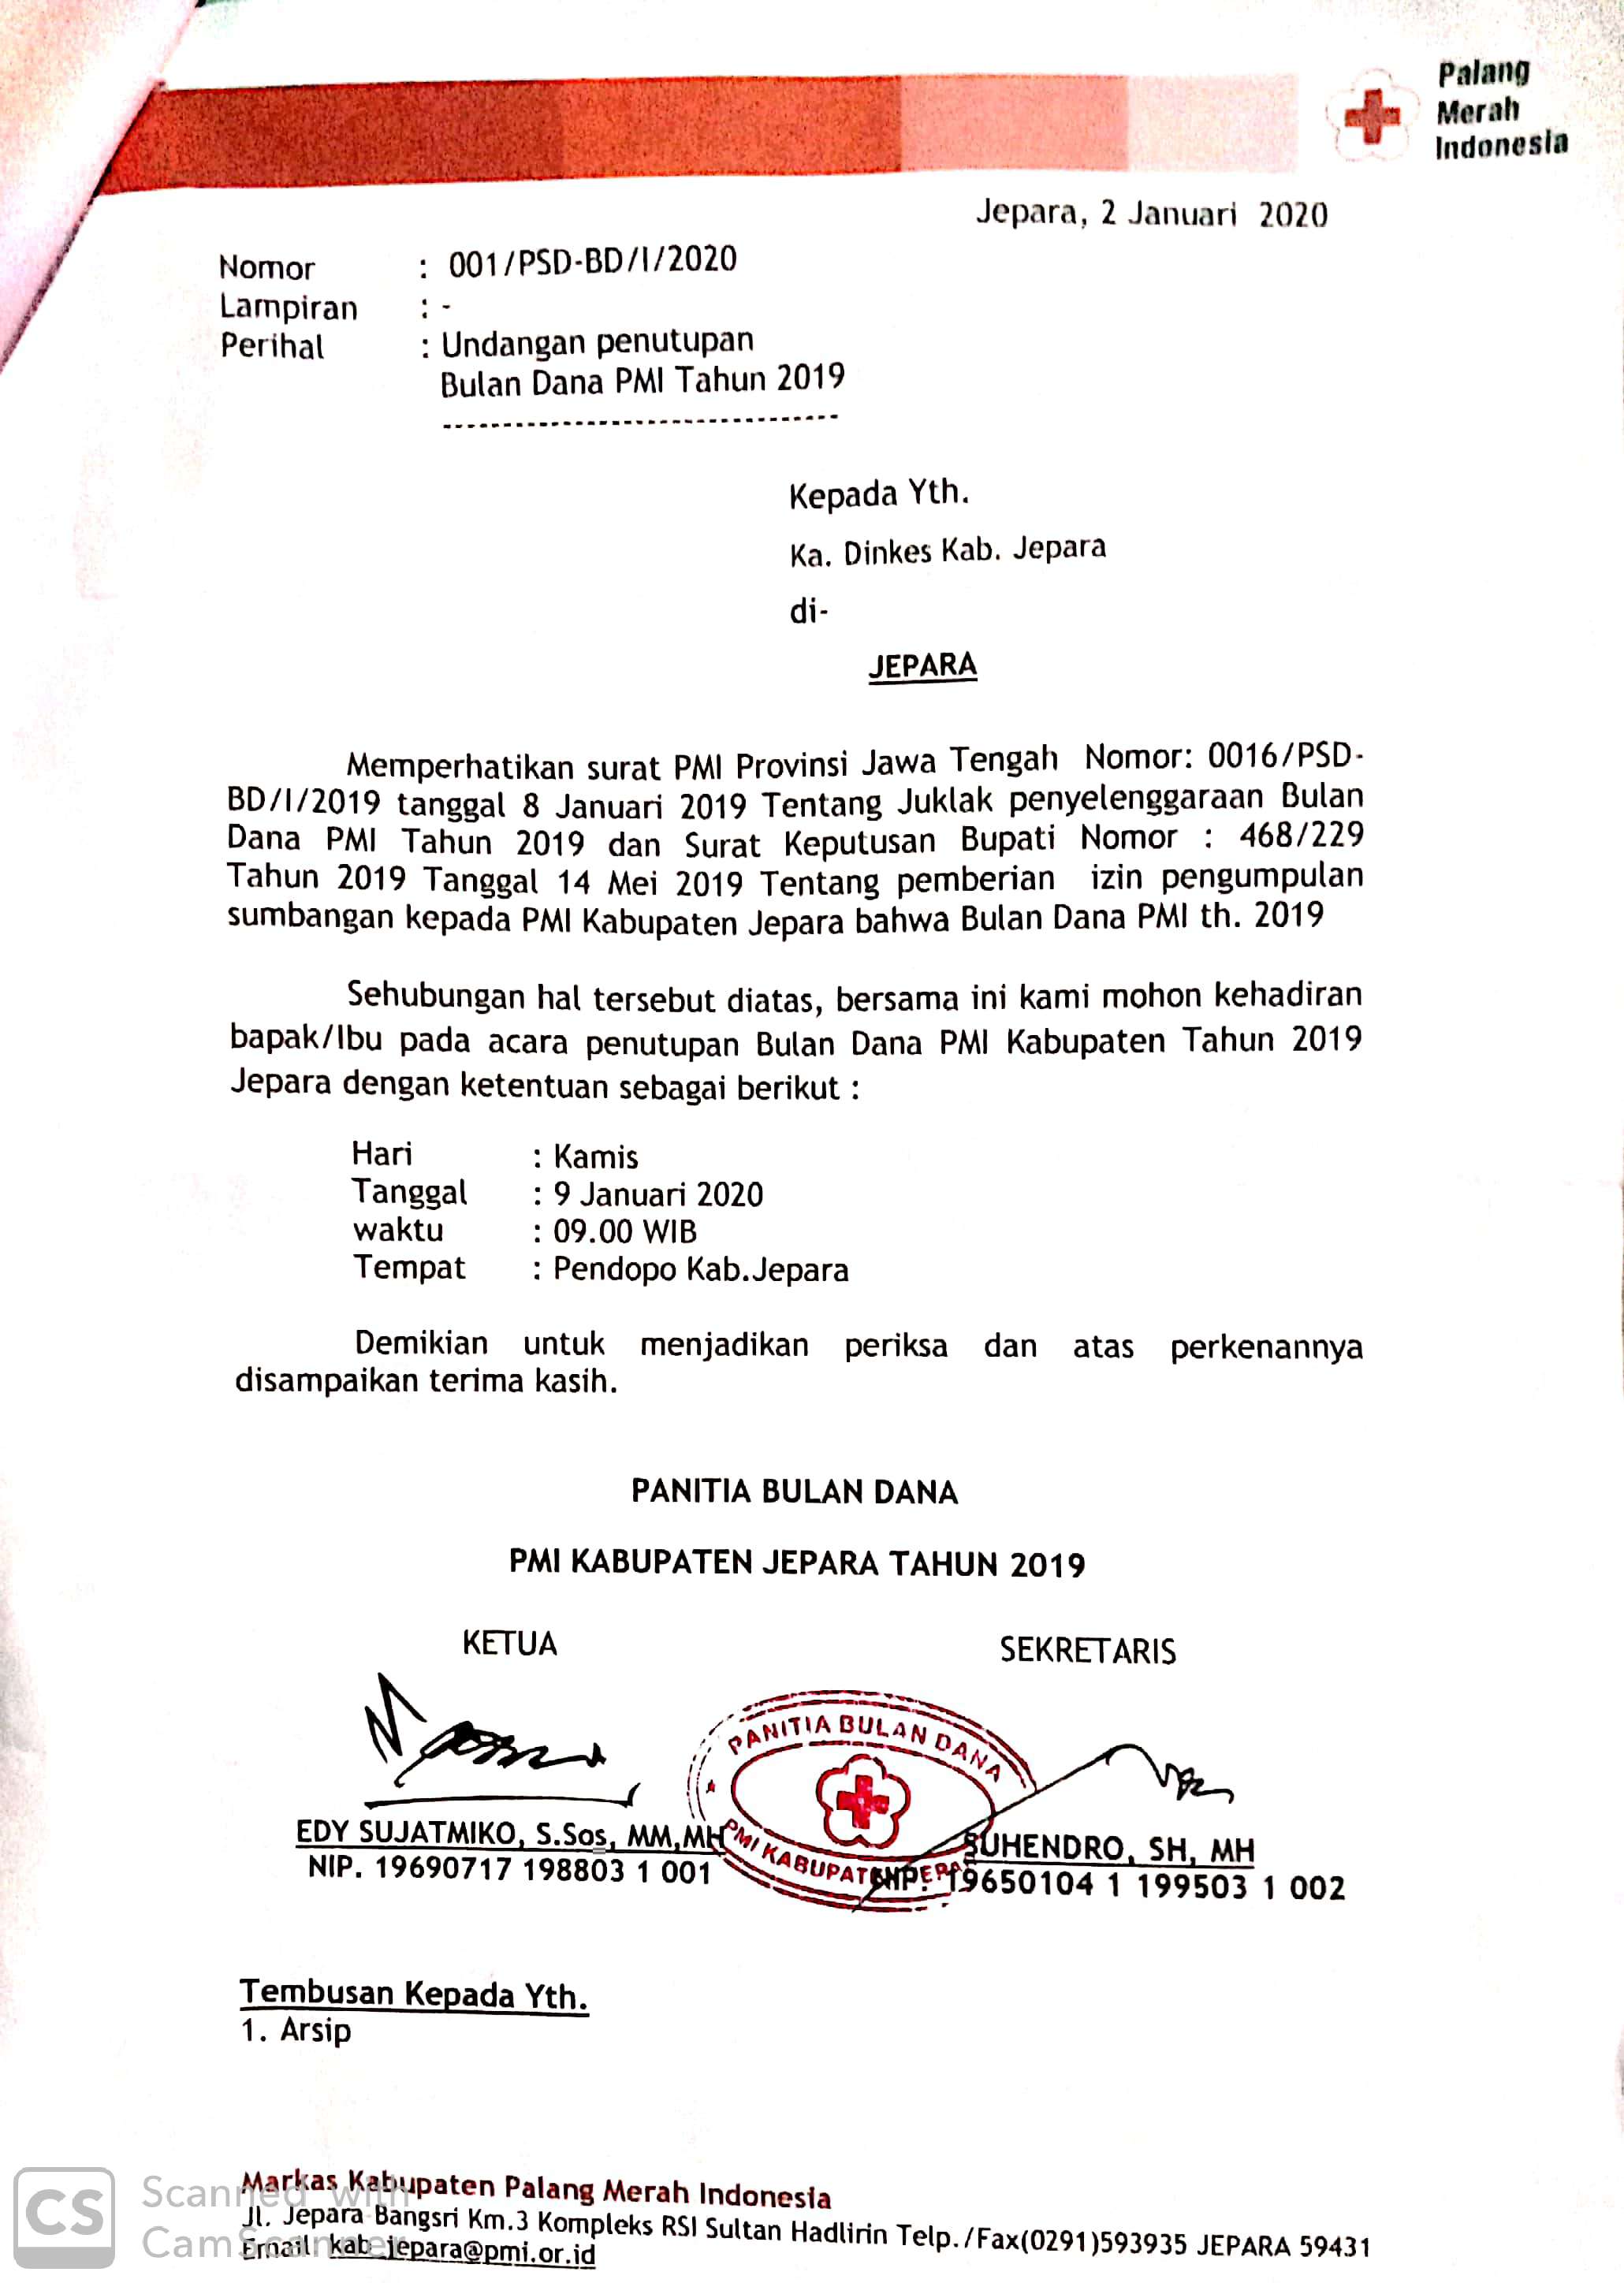 Palang
Merah
Indonesia
Jepara, 2 Januari 2020
Nomor : 001/PSD-BD/I/2020
Lampiran : -
Perihal : Undangan penutupan
Bulan Dana PMI Tahun 2019
Kepada Yth.
Ka. Dinkes Kab. Jepara
di-
JEPARA
Memperhatikan surat PMI Provinsi Jawa Tengah Nomor: 0016/PSD-
BD/I/2019 tanggal 8 Januari 2019 Tentang Juklak penyelenggaraan Bulan
Dana PMI Tahun 2019 dan Surat Keputusan Bupati Nomor : 468/229
Tahun 2019 Tanggal 14 Mei 2019 Tentang pemberian izin pengumpulan
sumbangan kepada PMI Kabupaten Jepara bahwa Bulan Dana PMI th. 2019
Sehubungan hal tersebut diatas, bersama ini kami mohon kehadiran
bapak/Ibu pada acara penutupan Bulan Dana PMI Kabupaten Tahun 2019
Jepara dengan ketentuan sebagai berikut :
Hari : Kamis
Tanggal : 9 Januari 2020
waktu : 09.00 WIB
Tempat : Pendopo Kab.Jepara
Demikian untuk menjadikan periksa dan atas perkenannya
disampaikan terima kasih.
PANITIA BULAN DANA
PMI KABUPATEN JEPARA TAHUN 2019
KETUA SEKRETARIS
PANITIA BULAN DANA
PMI KABUPATEN
EDY SUJATMIKO, S.Sos, MM,MH SUHENDRO, SH, MH
NIP. 19690717 198803 1 001 NIP. 19650104 1 199503 1 002
Tembusan Kepada Yth.
1. Arsip
Markas Kabupaten Palang Merah Indonesia
Jl. Jepara Bangsri Km.3 Kompleks RSI Sultan Hadlirin Telp./Fax(0291)593935 JEPARA 59431
Email kab_jepara@pmi.or.id
CS Scanned with
CamScanner